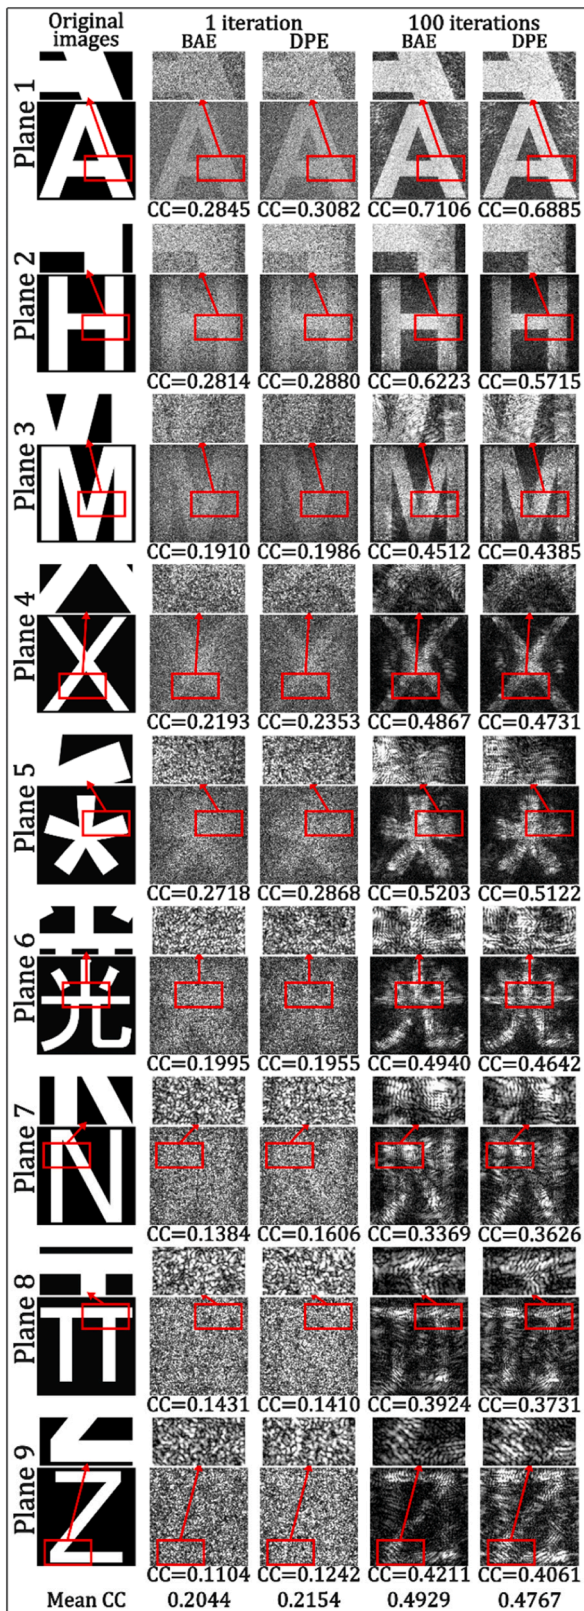 Original images 1 iteration 100 iterations
BAE DPE BAE DPE
Plane 1
A
CC=0.2845 CC=0.3082 CC=0.7106 CC=0.6885
Plane 2
H
CC=0.2814 CC=0.2880 CC=0.6223 CC=0.5715
Plane 3
M
CC=0.1910 CC=0.1986 CC=0.4512 CC=0.4385
Plane 4
X
CC=0.2193 CC=0.2353 CC=0.4867 CC=0.4731
Plane 5
*
CC=0.2718 CC=0.2868 CC=0.5203 CC=0.5122
Plane 6
光
CC=0.1995 CC=0.1955 CC=0.4940 CC=0.4642
Plane 7
N
CC=0.1384 CC=0.1606 CC=0.3369 CC=0.3626
Plane 8
TT
CC=0.1431 CC=0.1410 CC=0.3924 CC=0.3731
Plane 9
Z
CC=0.1104 CC=0.1242 CC=0.4211 CC=0.4061
Mean CC 0.2044 0.2154 0.4929 0.4767